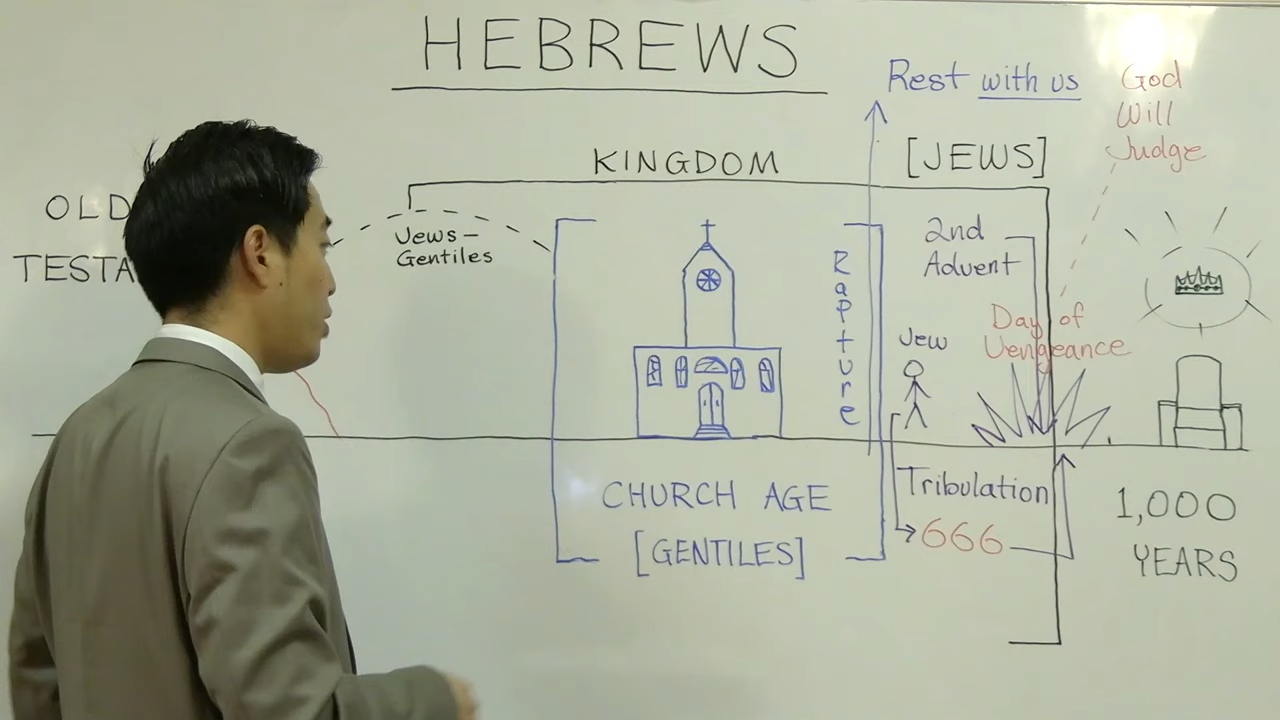 HEBREWS
Rest with us
God
Will
Judge
KINGDOM
[JEWS]
OLD
TESTA
Jews-
Gentiles
Rapture
2nd
Advent
Day of
Vengeance
Jew
CHURCH AGE
[GENTILES]
Tribulation
666
1,000
YEARS